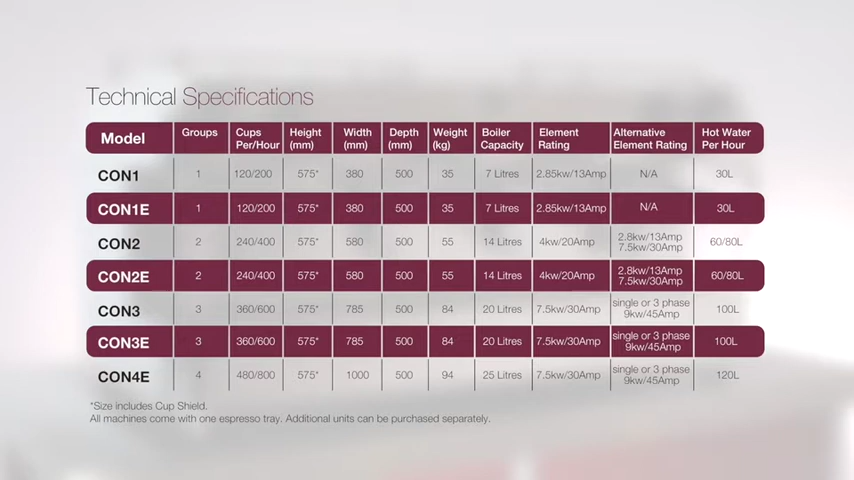 Technical Specifications
Model Groups Cups Per/Hour Height (mm) Width (mm) Depth (mm) Weight (kg) Boiler Capacity Element Rating Alternative Element Rating Hot Water Per Hour
CON1 1 120/200 575* 380 500 35 7 Litres 2.85kw/13Amp N/A 30L
CON1E 1 120/200 575* 380 500 35 7 Litres 2.85kw/13Amp N/A 30L
CON2 2 240/400 575* 580 500 55 14 Litres 4kw/20Amp 2.8kw/13Amp 7.5kw/30Amp 60/80L
CON2E 2 240/400 575* 580 500 55 14 Litres 4kw/20Amp 2.8kw/13Amp 7.5kw/30Amp 60/80L
CON3 3 360/600 575* 785 500 84 20 Litres 7.5kw/30Amp single or 3 phase 9kw/45Amp 100L
CON3E 3 360/600 575* 785 500 84 20 Litres 7.5kw/30Amp single or 3 phase 9kw/45Amp 100L
CON4E 4 480/800 575* 1000 500 94 25 Litres 7.5kw/30Amp single or 3 phase 9kw/45Amp 120L
*Size includes Cup Shield.
All machines come with one espresso tray. Additional units can be purchased separately.